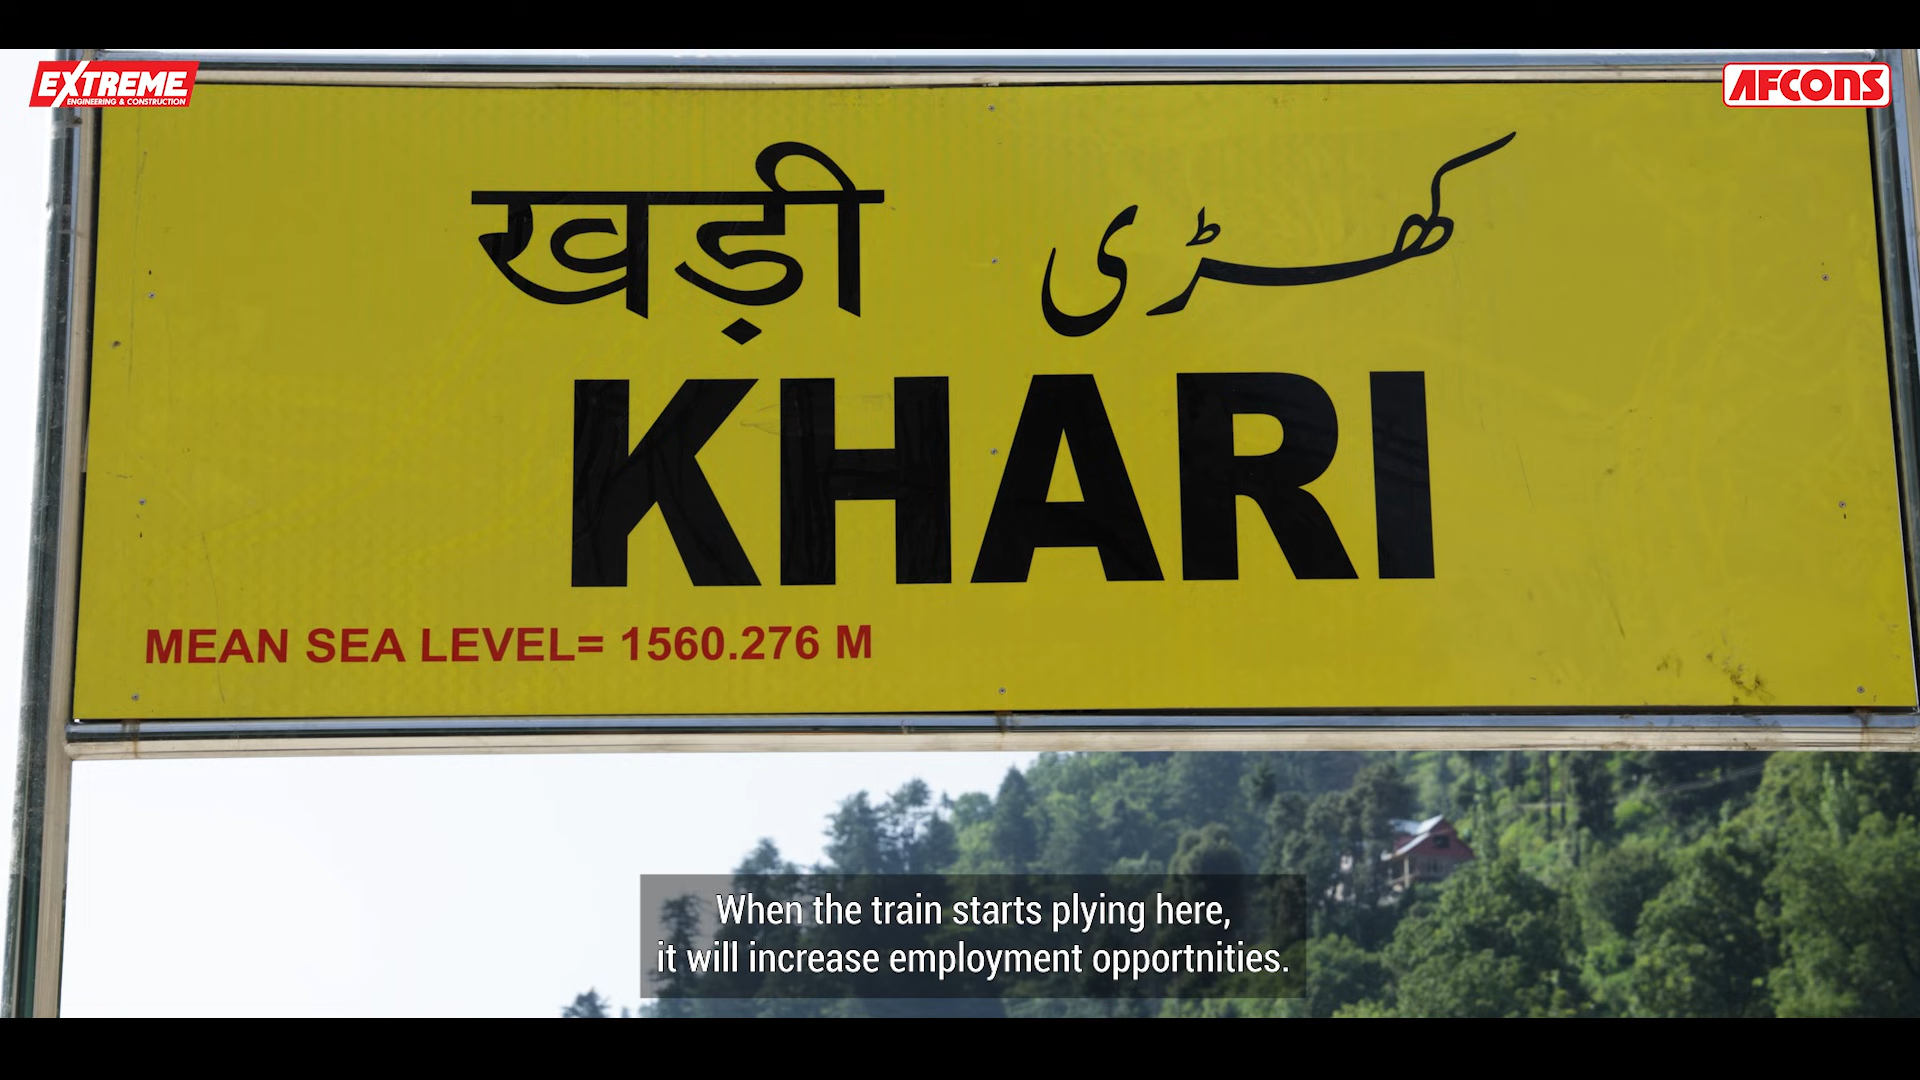 EXTREME
ENGINEERING & CONSTRUCTION
AFCONS
खड़ी
کھڑی
KHARI
MEAN SEA LEVEL= 1560.276 M
When the train starts plying here,
it will increase employment opportnities.